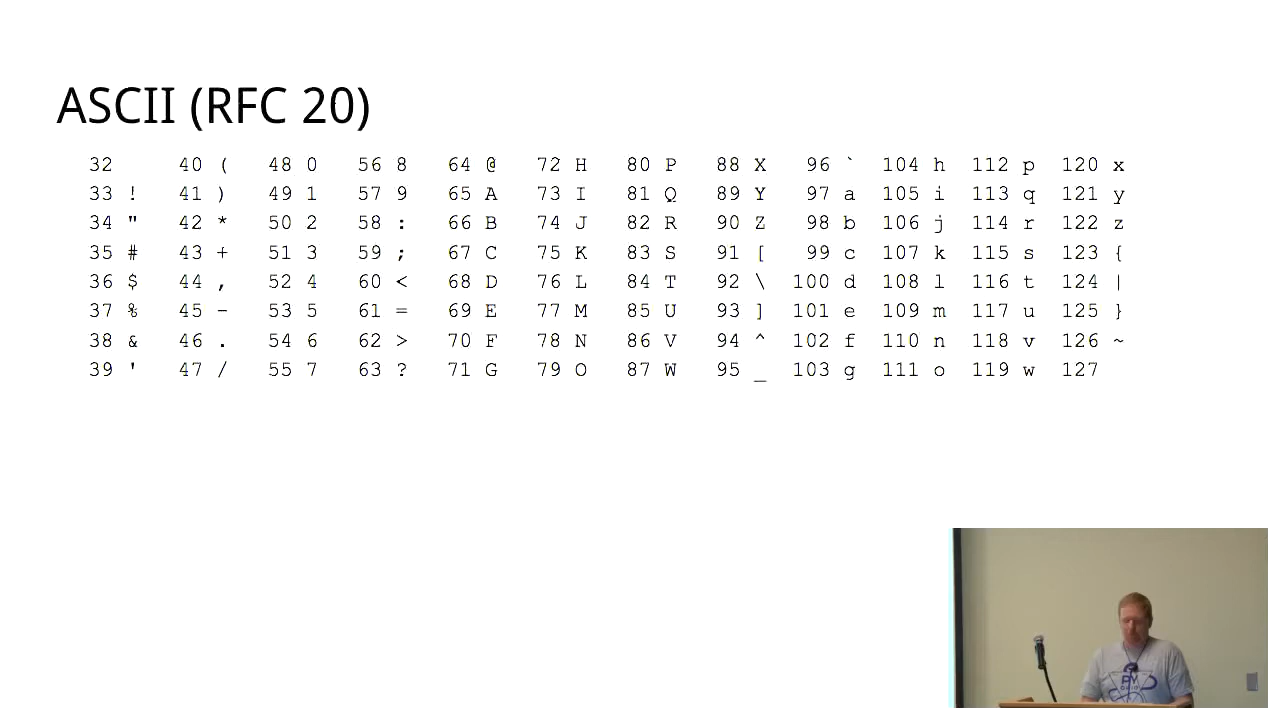 ASCII (RFC 20)
32 40 ( 48 0 56 8 64 @ 72 H 80 P 88 X 96 ` 104 h 112 p 120 x
33 ! 41 ) 49 1 57 9 65 A 73 I 81 Q 89 Y 97 a 105 i 113 q 121 y
34 " 42 * 50 2 58 : 66 B 74 J 82 R 90 Z 98 b 106 j 114 r 122 z
35 # 43 + 51 3 59 ; 67 C 75 K 83 S 91 [ 99 c 107 k 115 s 123 {
36 $ 44 , 52 4 60 < 68 D 76 L 84 T 92 \ 100 d 108 l 116 t 124 |
37 % 45 - 53 5 61 = 69 E 77 M 85 U 93 ] 101 e 109 m 117 u 125 }
38 & 46 . 54 6 62 > 70 F 78 N 86 V 94 ^ 102 f 110 n 118 v 126 ~
39 ' 47 / 55 7 63 ? 71 G 79 O 87 W 95 _ 103 g 111 o 119 w 127
PY